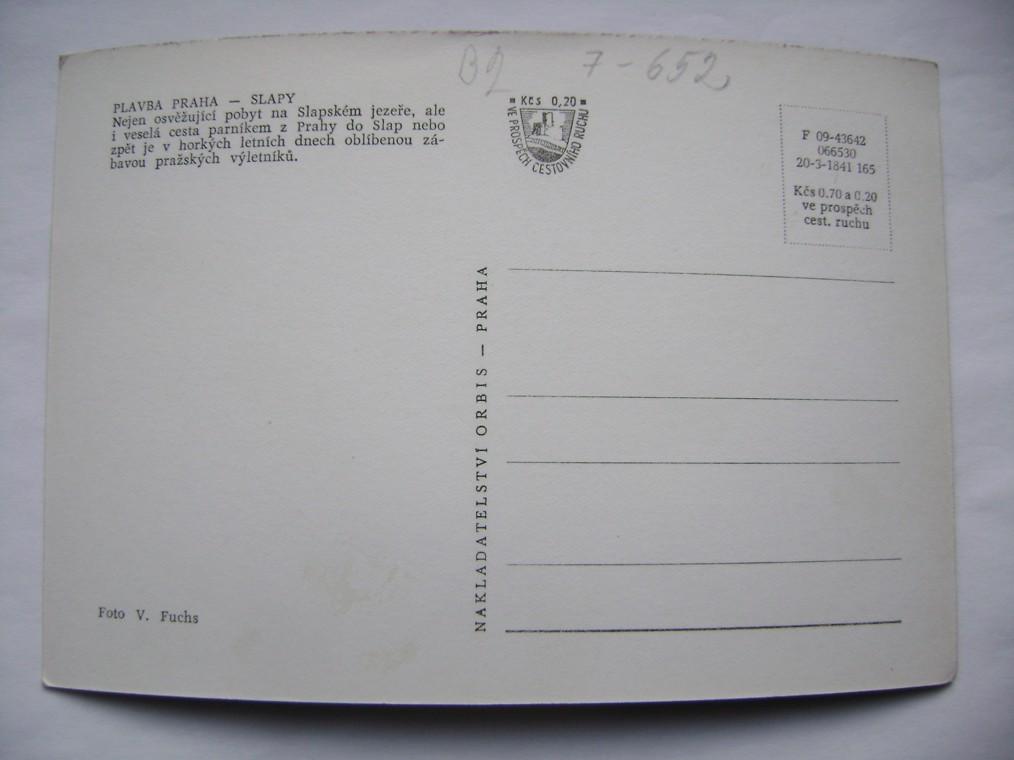 B2 7-652
PLAVBA PRAHA — SLAPY
Nejen osvěžující pobyt na Slapském jezeře, ale
i veselá cesta parníkem z Prahy do Slap nebo
zpět je v horkých letních dnech oblíbenou zá-
bavou pražských výletníků.
Kčs 0,20
VE PROSPĚCH CESTOVNÍHO RUCHU
F 09-43642
066530
20-3-1841 165
Kčs 0.70 a 0.20
ve prospěch
cest. ruchu
NAKLADATELSTVÍ ORBIS — PRAHA
Foto V. Fuchs